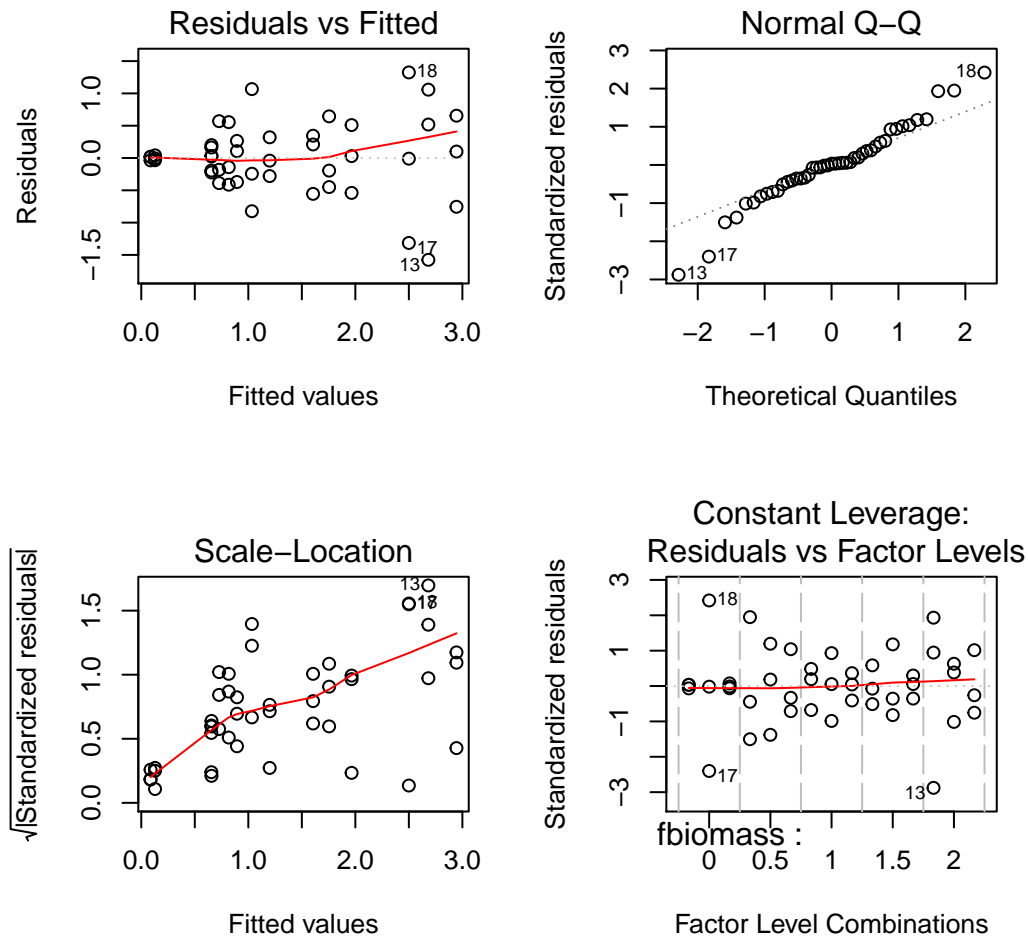 Residuals vs Fitted
Residuals
−1.5 0.0 1.0
18
17
13
0.0 1.0 2.0 3.0
Fitted values
Normal Q−Q
Standardized residuals
−3 −1 1 2 3
18
17
13
−2 −1 0 1 2
Theoretical Quantiles
Scale−Location
√|Standardized residuals|
0.0 0.5 1.0 1.5
13
18
17
0.0 1.0 2.0 3.0
Fitted values
Constant Leverage:
Residuals vs Factor Levels
Standardized residuals
−3 −1 1 2 3
18
17
13
fbiomass :
0 0.5 1 1.5 2
Factor Level Combinations